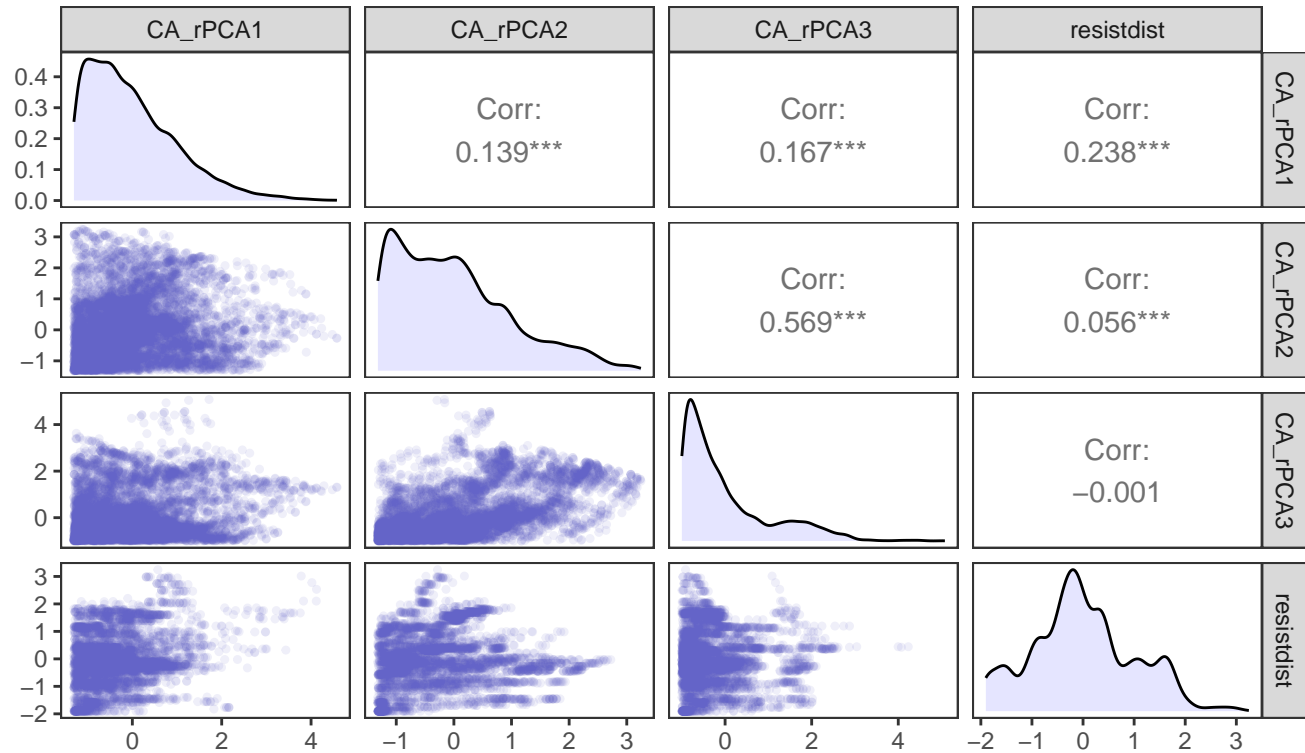 CA_rPCA1 CA_rPCA2 CA_rPCA3 resistdist
0.4
0.3
0.2
0.1
0.0
Corr:
0.139***
Corr:
0.167***
Corr:
0.238***
CA_rPCA1
3
2
1
0
−1
Corr:
0.569***
Corr:
0.056***
CA_rPCA2
4
2
0
Corr:
−0.001
CA_rPCA3
3
2
1
0
−1
−2
resistdist
0 2 4 −1 0 1 2 3 0 2 4 −2 −1 0 1 2 3